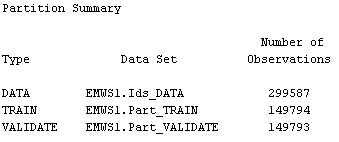 Partition Summary
Number of
Type Data Set Observations
DATA EMWS1.Ids_DATA 299587
TRAIN EMWS1.Part_TRAIN 149794
VALIDATE EMWS1.Part_VALIDATE 149793